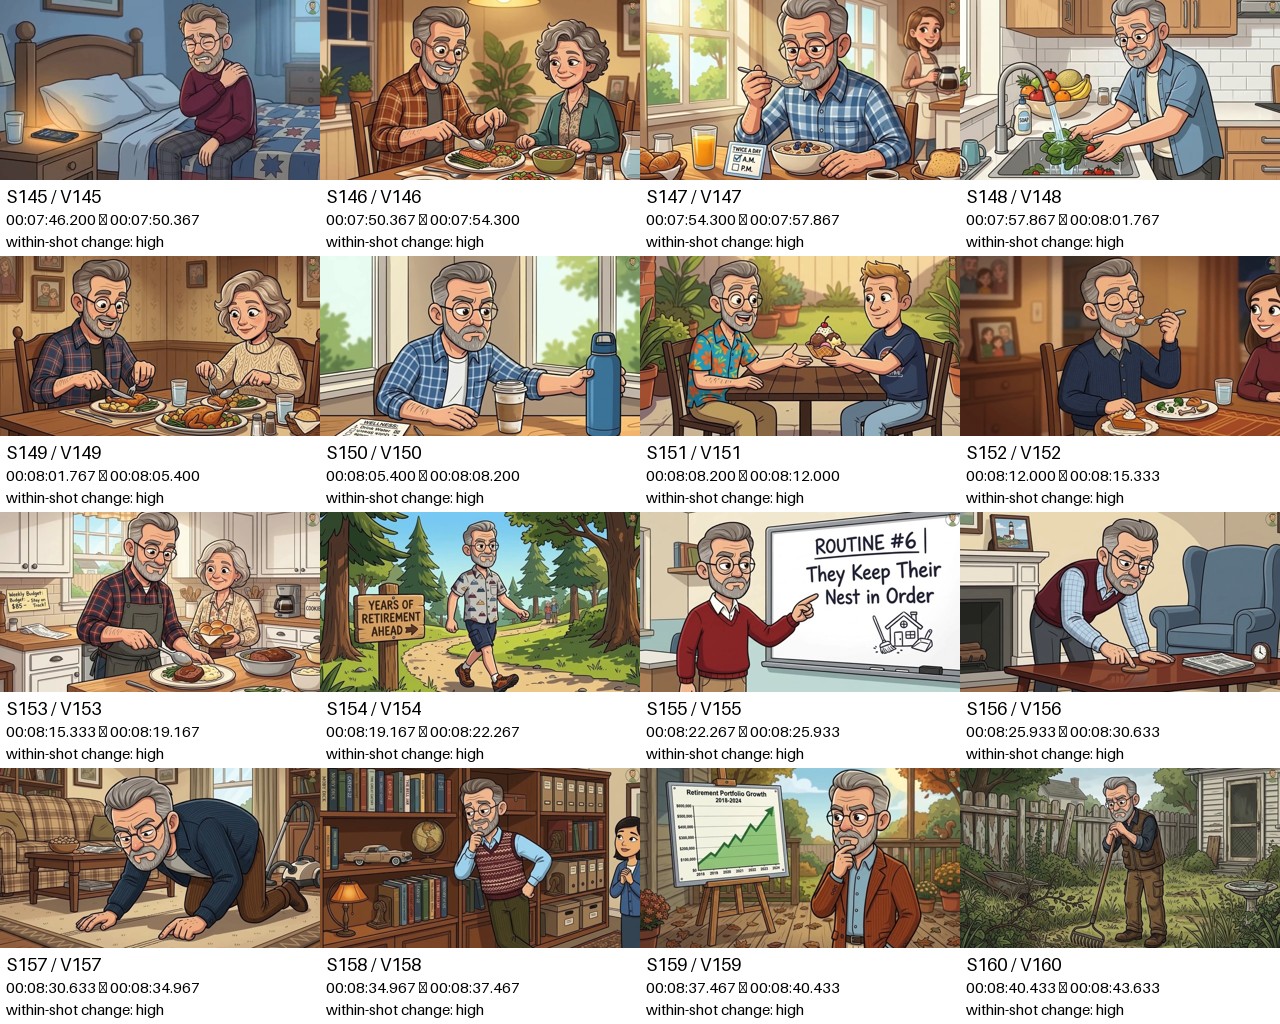 TWICE A DAY
A.M.
P.M.
SOAP
S145 / V145
00:07:46.200 00:07:50.367
within-shot change: high
S146 / V146
00:07:50.367 00:07:54.300
within-shot change: high
S147 / V147
00:07:54.300 00:07:57.867
within-shot change: high
S148 / V148
00:07:57.867 00:08:01.767
within-shot change: high
WELLNESS:
Drink Water
S149 / V149
00:08:01.767 00:08:05.400
within-shot change: high
S150 / V150
00:08:05.400 00:08:08.200
within-shot change: high
S151 / V151
00:08:08.200 00:08:12.000
within-shot change: high
S152 / V152
00:08:12.000 00:08:15.333
within-shot change: high
Weekly Budget:
Budget:
$85 - Stay on
Track!
COOKIE
YEARS OF
RETIREMENT
AHEAD
ROUTINE #6 |
They Keep Their
Nest in Order
S153 / V153
00:08:15.333 00:08:19.167
within-shot change: high
S154 / V154
00:08:19.167 00:08:22.267
within-shot change: high
S155 / V155
00:08:22.267 00:08:25.933
within-shot change: high
S156 / V156
00:08:25.933 00:08:30.633
within-shot change: high
Retirement Portfolio Growth
2018-2024
S157 / V157
00:08:30.633 00:08:34.967
within-shot change: high
S158 / V158
00:08:34.967 00:08:37.467
within-shot change: high
S159 / V159
00:08:37.467 00:08:40.433
within-shot change: high
S160 / V160
00:08:40.433 00:08:43.633
within-shot change: high